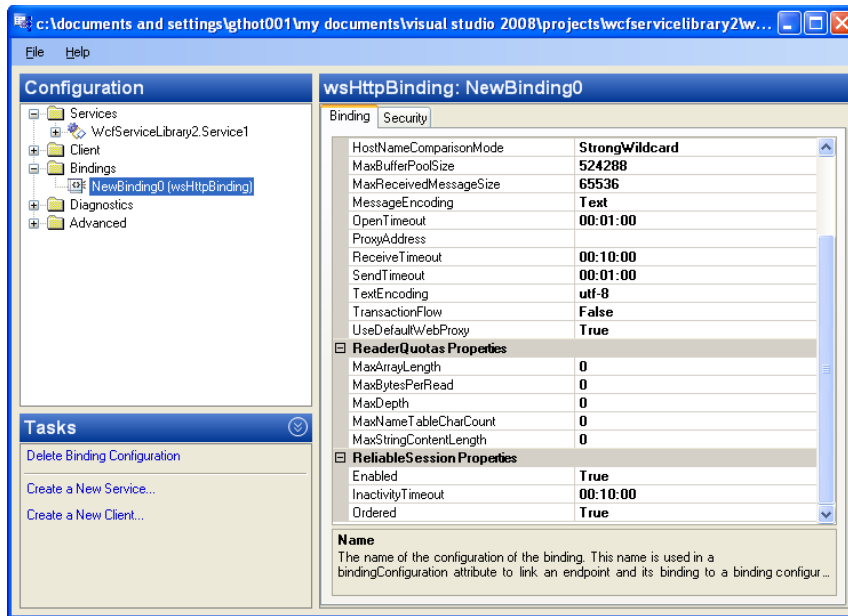 c:\documents and settings\gthot001\my documents\visual studio 2008\projects\wcfservicelibrary2\w...
File Help
Configuration
Services
WcfServiceLibrary2.Service1
Client
Bindings
NewBinding0 (wsHttpBinding)
Diagnostics
Advanced
Tasks
Delete Binding Configuration
Create a New Service...
Create a New Client...
wsHttpBinding: NewBinding0
Binding Security
HostNameComparisonMode StrongWildcard
MaxBufferPoolSize 524288
MaxReceivedMessageSize 65536
MessageEncoding Text
OpenTimeout 00:01:00
ProxyAddress
ReceiveTimeout 00:10:00
SendTimeout 00:01:00
TextEncoding utf-8
TransactionFlow False
UseDefaultWebProxy True
ReaderQuotas Properties
MaxArrayLength 0
MaxBytesPerRead 0
MaxDepth 0
MaxNameTableCharCount 0
MaxStringContentLength 0
ReliableSession Properties
Enabled True
InactivityTimeout 00:10:00
Ordered True
Name
The name of the configuration of the binding. This name is used in a
bindingConfiguration attribute to link an endpoint and its binding to a binding configur...